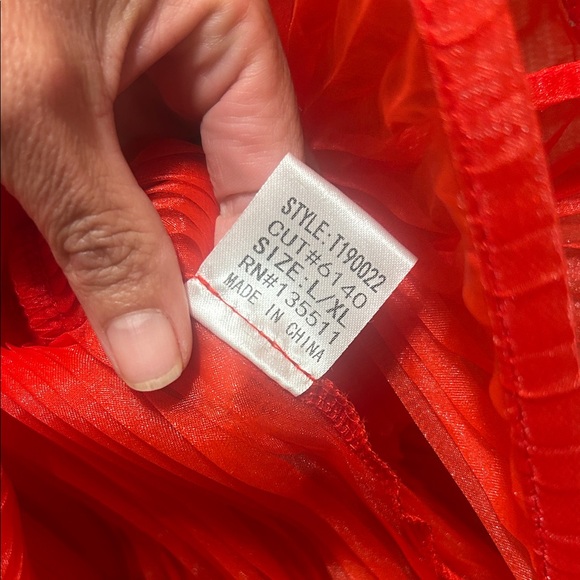 STYLE:T190022
CUT#6140
SIZE:L/XL
RN#135511
MADE IN CHINA